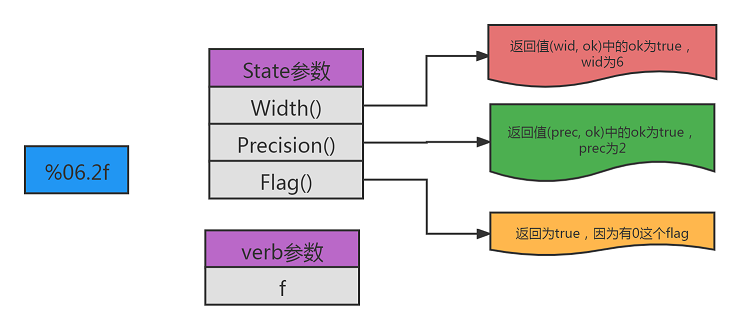 %06.2f
State参数
Width()
Precision()
Flag()
verb参数
f
返回值(wid, ok)中的ok为true，
wid为6
返回值(prec, ok)中的ok为true，
prec为2
返回为true，因为有0这个flag